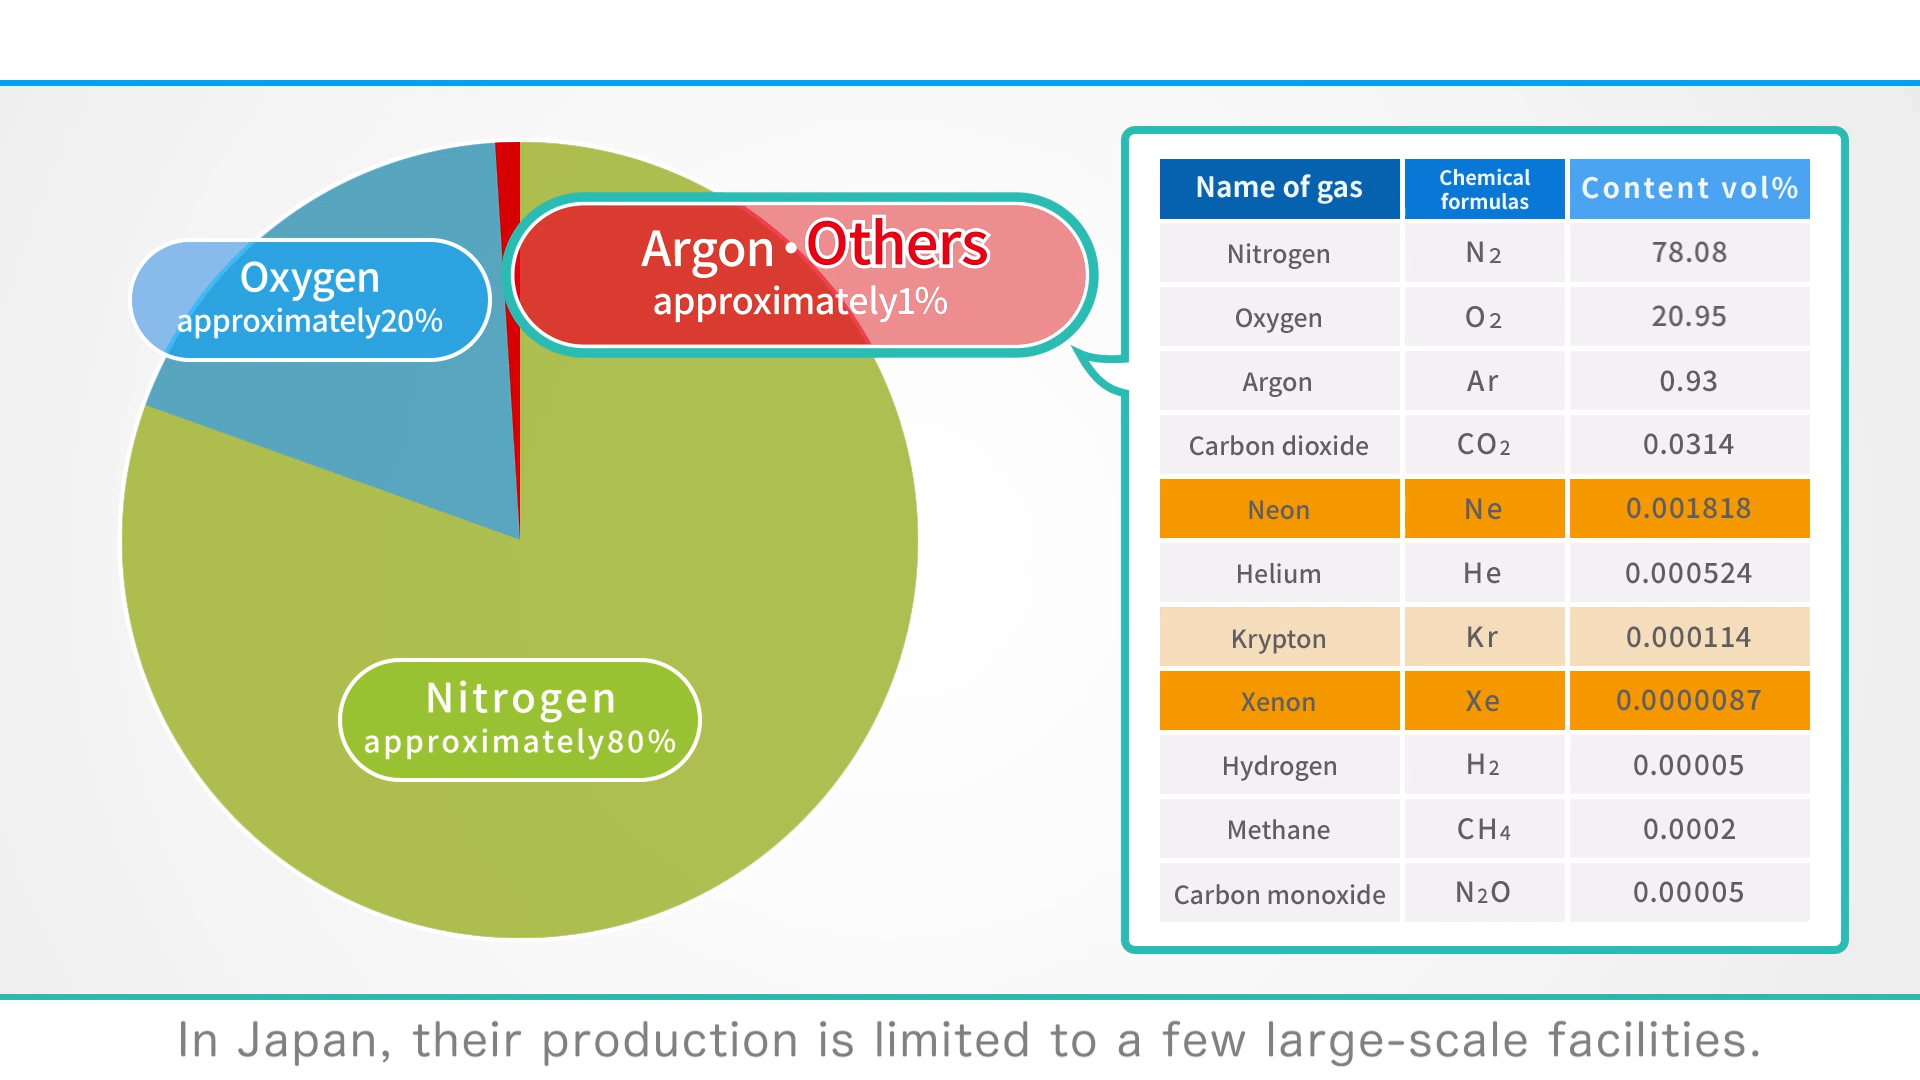 Oxygen
approximately20%
Argon・Others
approximately1%
Nitrogen
approximately80%
Name of gas Chemical formulas Content vol%
Nitrogen N2 78.08
Oxygen O2 20.95
Argon Ar 0.93
Carbon dioxide CO2 0.0314
Neon Ne 0.001818
Helium He 0.000524
Krypton Kr 0.000114
Xenon Xe 0.0000087
Hydrogen H2 0.00005
Methane CH4 0.0002
Carbon monoxide N2O 0.00005
In Japan, their production is limited to a few large-scale facilities.